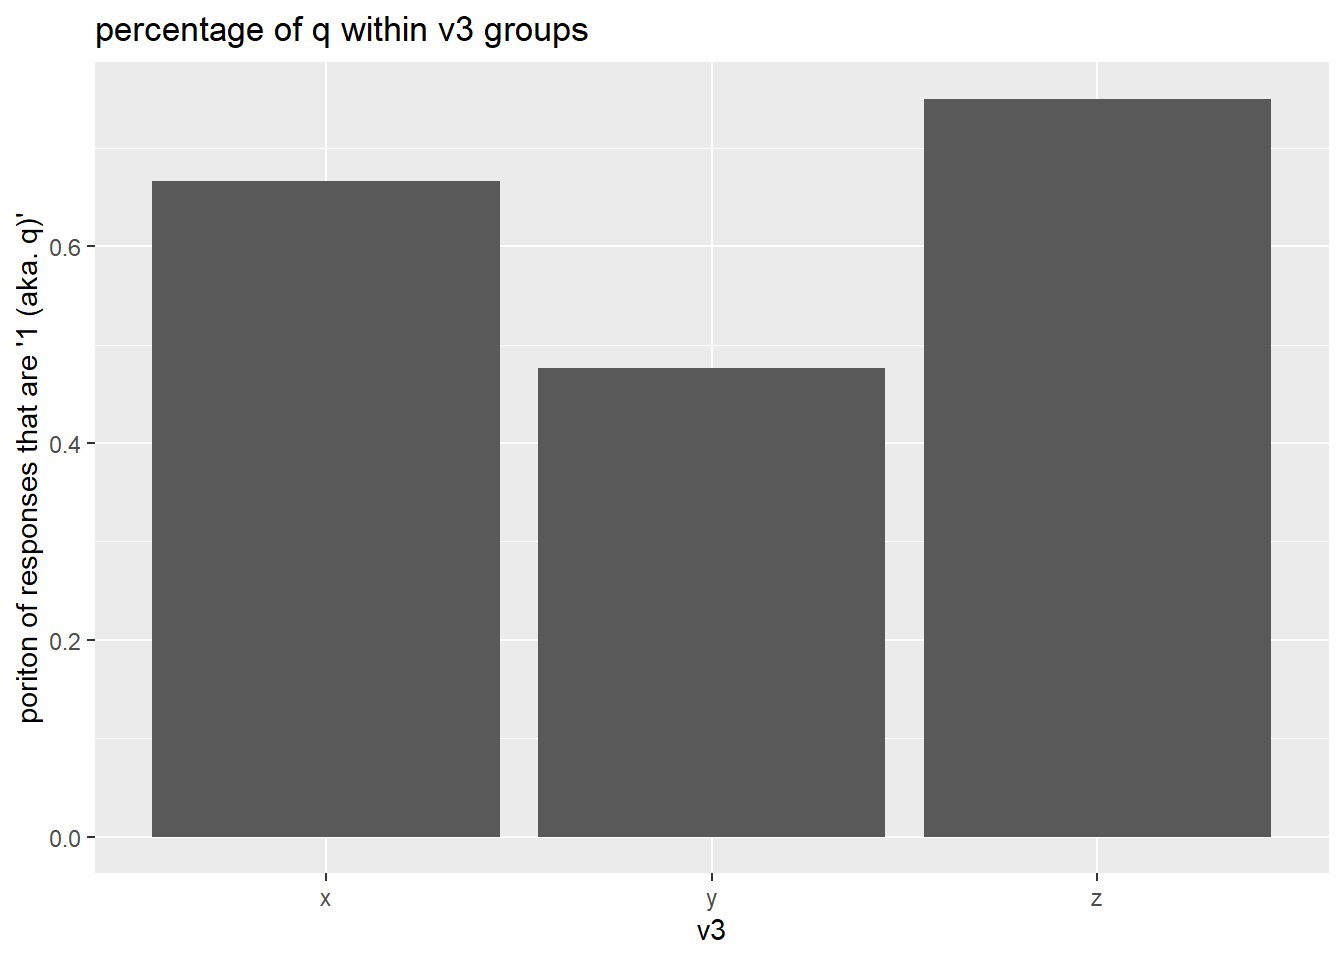 percentage of q within v3 groups
poriton of responses that are '1 (aka. q)'
0.6
0.4
0.2
0.0
x
y
z
v3